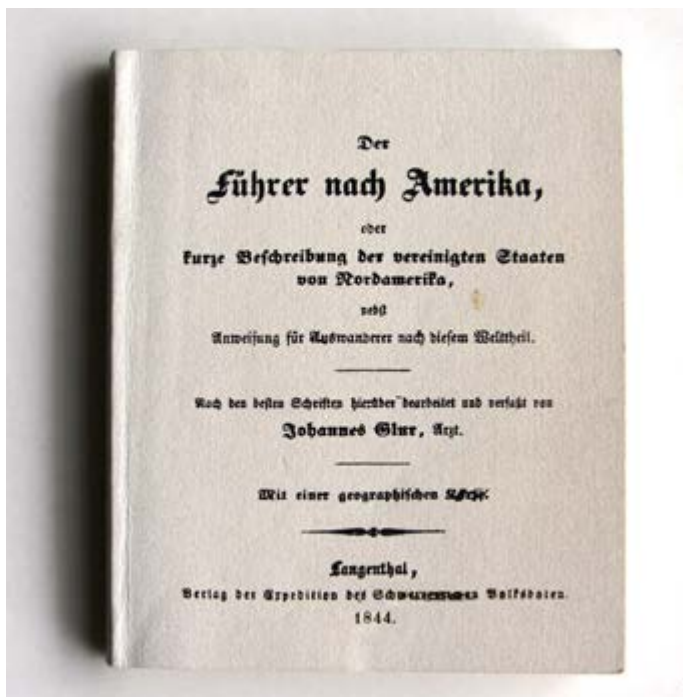 Der
Führer nach Amerika,
oder
kurze Beschreibung der vereinigten Staaten
von Nordamerika,
nebst
Anweisung für Auswanderer nach diesem Welttheil.
Nach den besten Schriften hierüber bearbeitet und verfaßt von
Johannes Glur, Arzt.
Mit einer geographischen
Langenthal,
Verlag der Expedition des Volksboten.
1844.